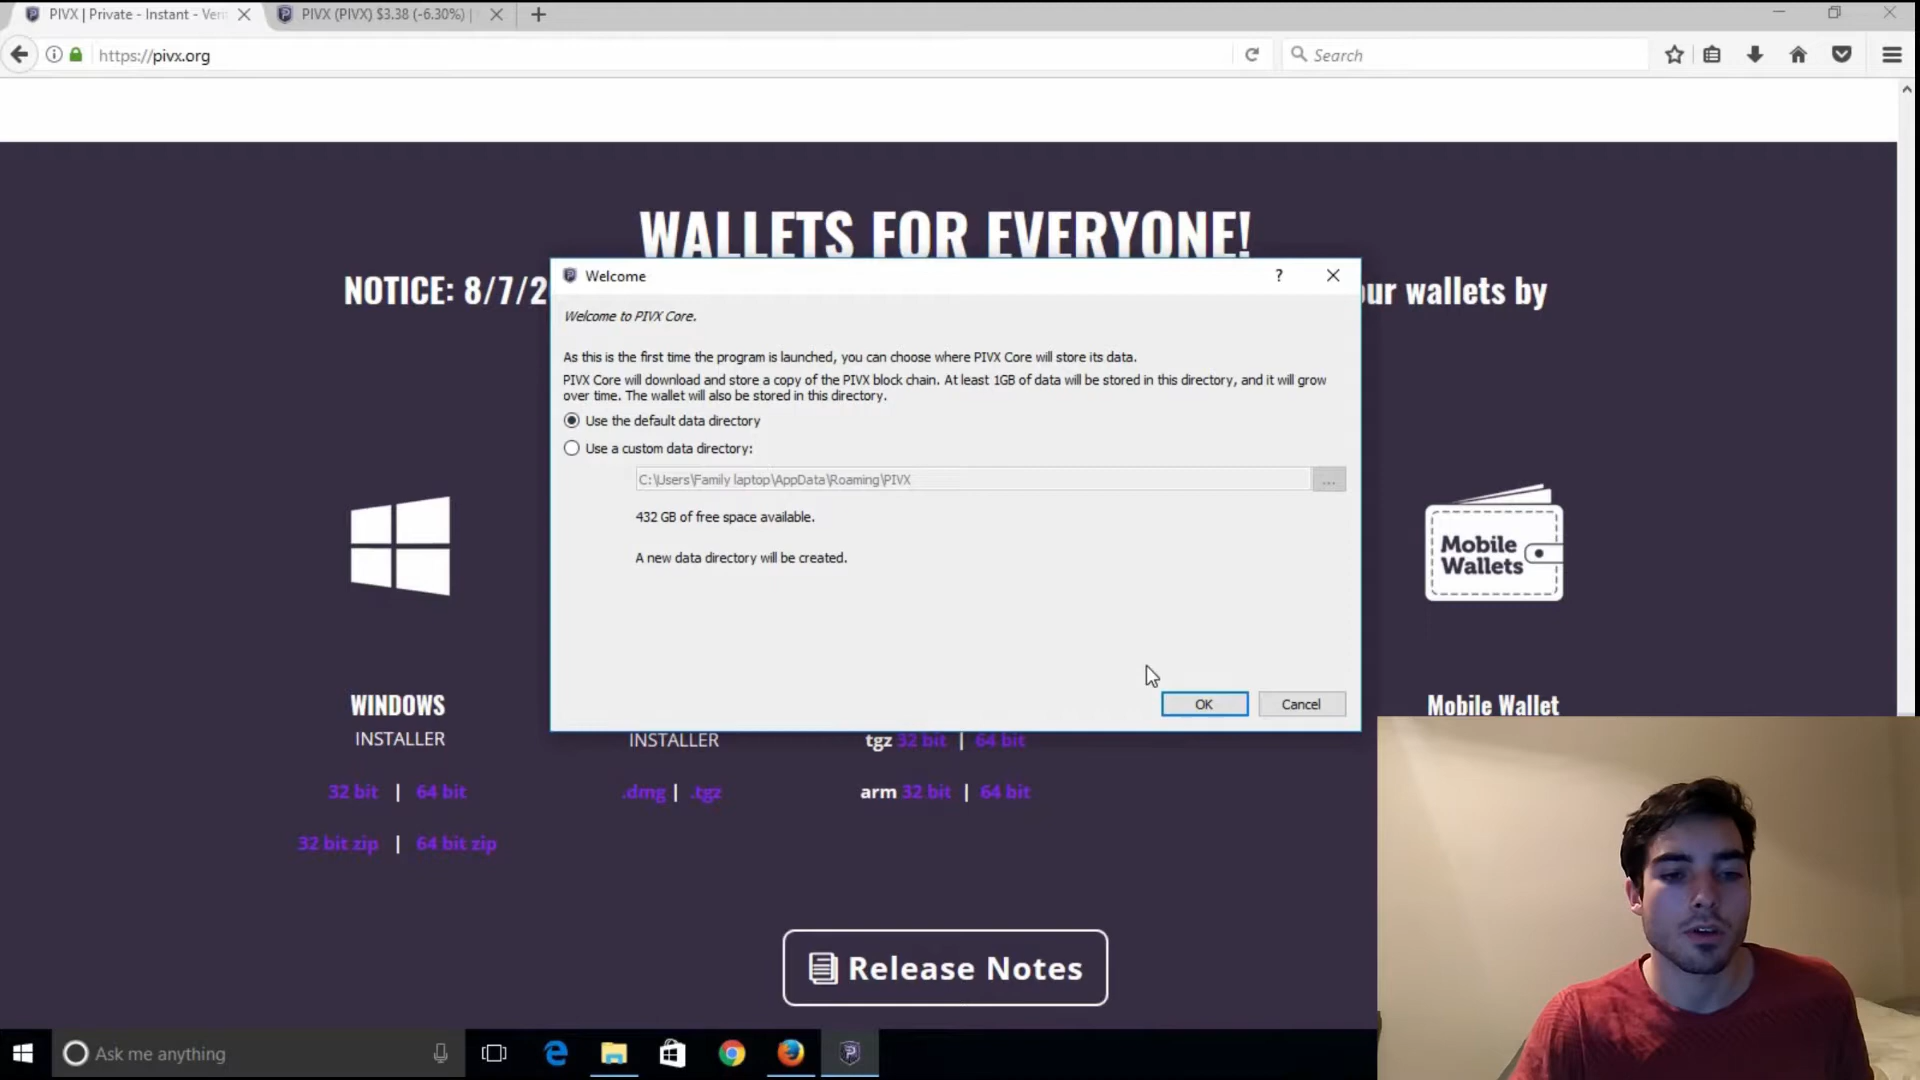 PIVX | Private - Instant - Veri
PIVX (PIVX) $3.38 (-6.30%) |
https://pivx.org
Search
WALLETS FOR EVERYONE!
NOTICE: 8/7/2
our wallets by
Welcome
?
Welcome to PIVX Core.
As this is the first time the program is launched, you can choose where PIVX Core will store its data.
PIVX Core will download and store a copy of the PIVX block chain. At least 1GB of data will be stored in this directory, and it will grow
over time. The wallet will also be stored in this directory.
Use the default data directory
Use a custom data directory:
C:\Users\Family laptop\AppData\Roaming\PIVX
...
432 GB of free space available.
A new data directory will be created.
OK
Cancel
Mobile
Wallets
WINDOWS
Mobile Wallet
INSTALLER
INSTALLER
tgz 32 bit | 64 bit
32 bit | 64 bit
.dmg | .tgz
arm 32 bit | 64 bit
32 bit zip | 64 bit zip
Release Notes
Ask me anything